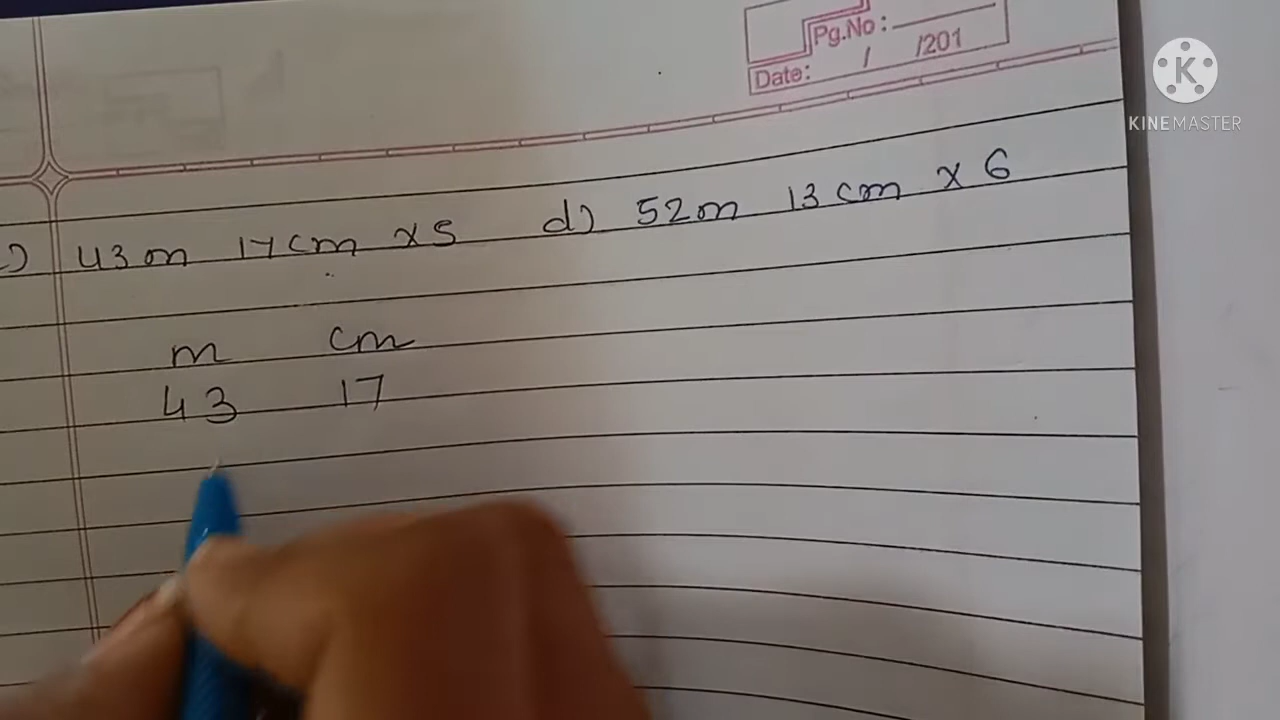 Pg.No :
Date: / /201
K
KINEMASTER
c) 43m 17cm x5 d) 52m 13cm x 6
m cm
43 17